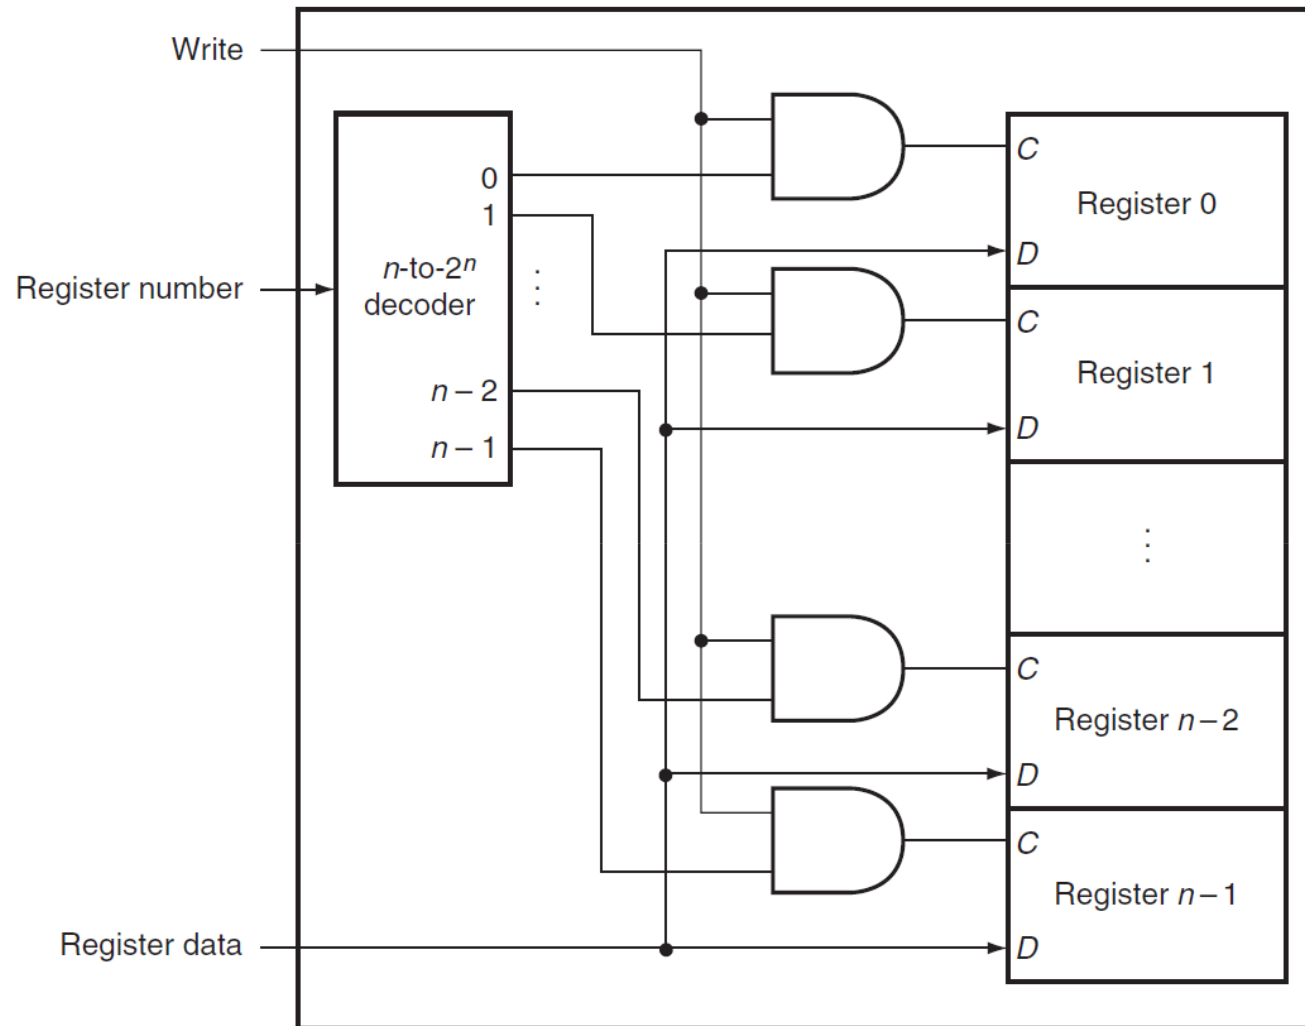 Write
0
1
⋮
n-to-2ⁿ
decoder
n – 2
n – 1
Register number
Register data
C
Register 0
D
C
Register 1
D
⋮
C
Register n – 2
D
C
Register n – 1
D